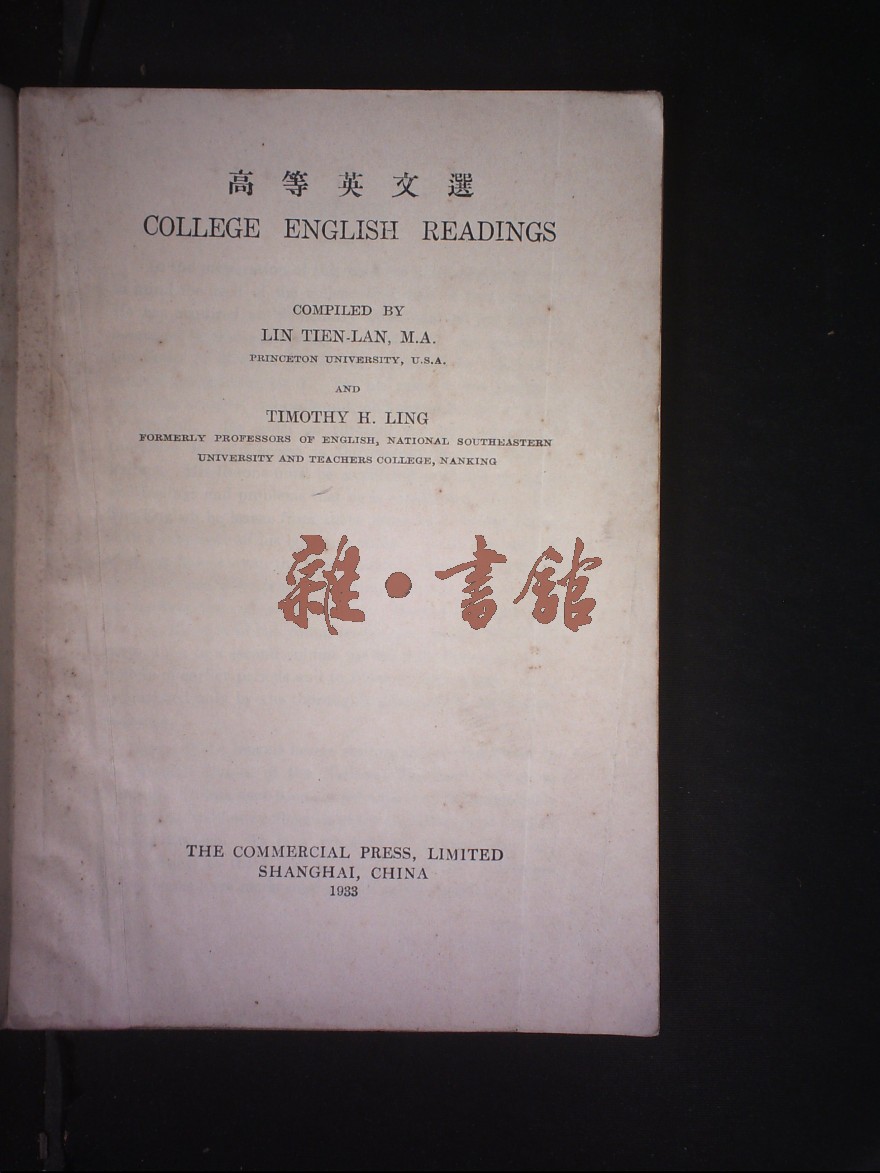 高等英文選
COLLEGE ENGLISH READINGS
COMPILED BY
LIN TIEN-LAN, M.A.
PRINCETON UNIVERSITY, U.S.A.
AND
TIMOTHY H. LING
FORMERLY PROFESSORS OF ENGLISH, NATIONAL SOUTHEASTERN
UNIVERSITY AND TEACHERS COLLEGE, NANKING
雜·書館
THE COMMERCIAL PRESS, LIMITED
SHANGHAI, CHINA
1933